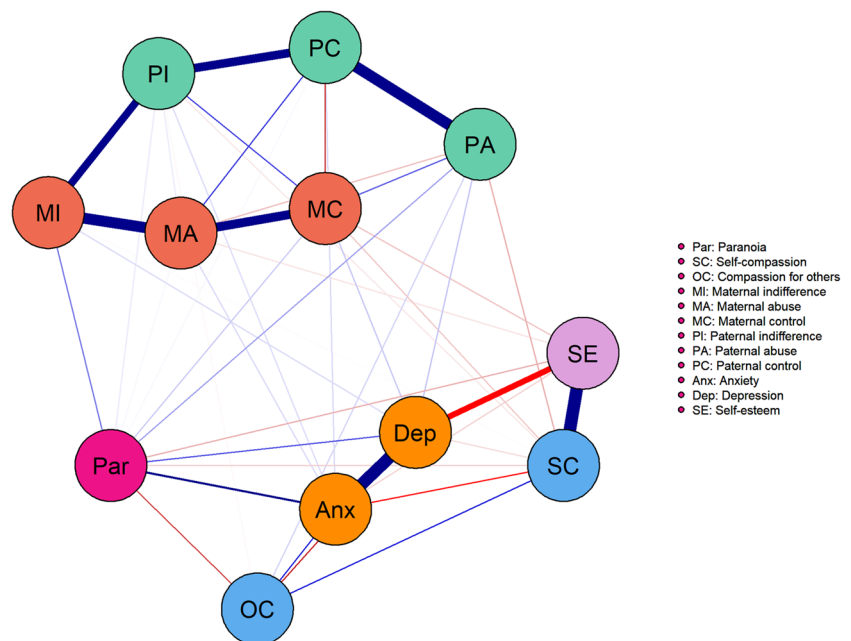 PC
PI
PA
MI
MA
MC
SE
Dep
Par
SC
Anx
OC
Par: Paranoia
SC: Self-compassion
OC: Compassion for others
MI: Maternal indifference
MA: Maternal abuse
MC: Maternal control
PI: Paternal indifference
PA: Paternal abuse
PC: Paternal control
Anx: Anxiety
Dep: Depression
SE: Self-esteem